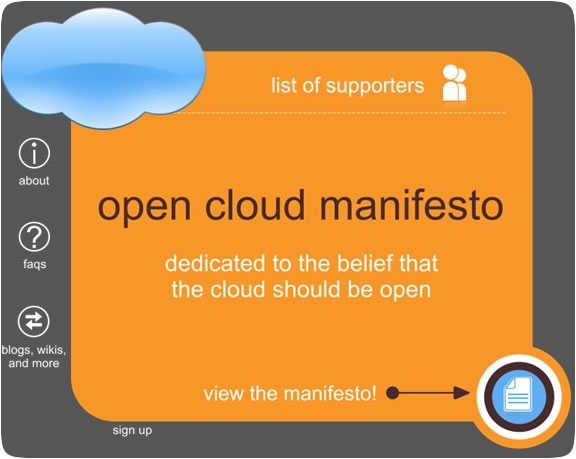 list of supporters
about
open cloud manifesto
faqs
dedicated to the belief that
the cloud should be open
blogs, wikis,
and more
view the manifesto!
sign up